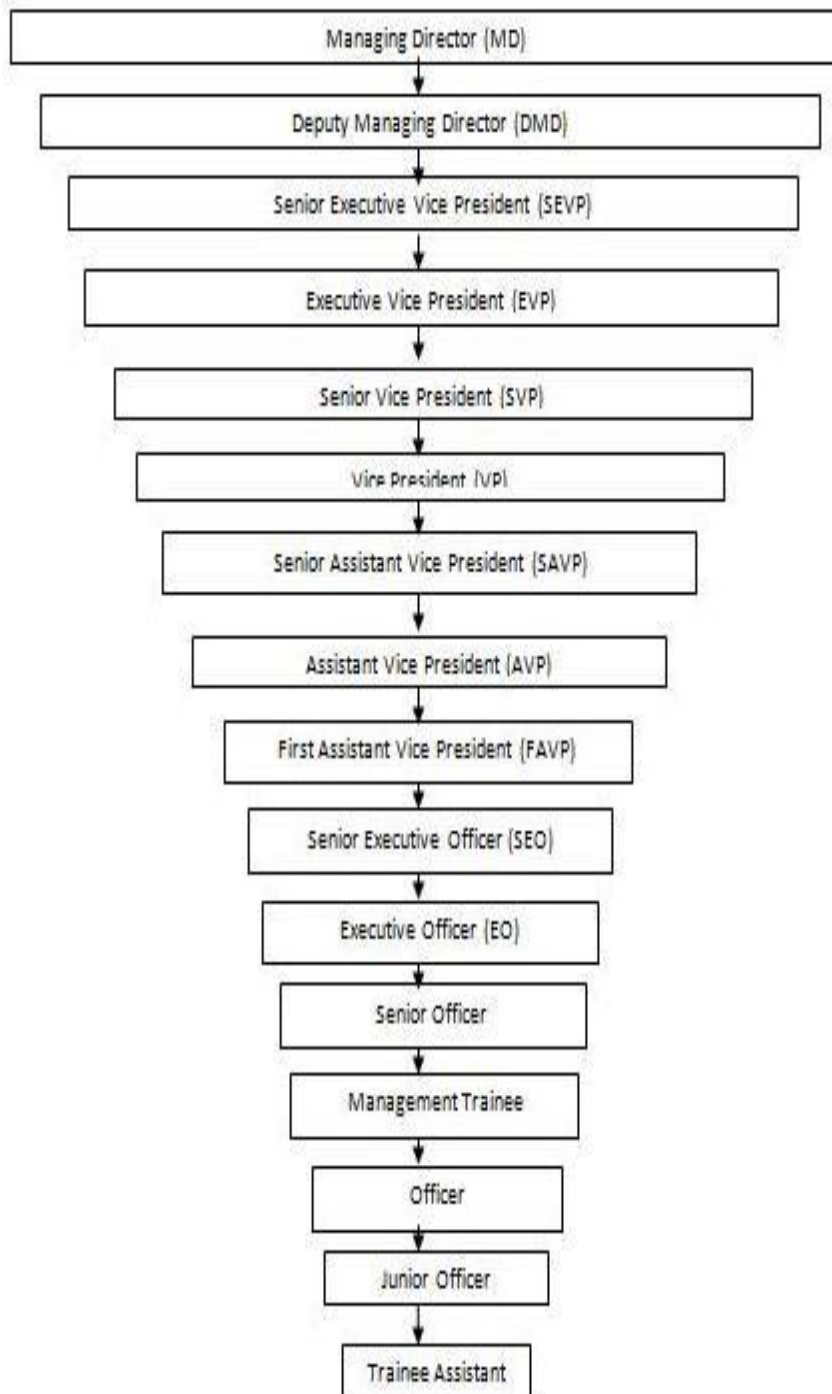 Managing Director (MD)
Deputy Managing Director (DMD)
Senior Executive Vice President (SEVP)
Executive Vice President (EVP)
Senior Vice President (SVP)
Vice President (VP)
Senior Assistant Vice President (SAVP)
Assistant Vice President (AVP)
First Assistant Vice President (FAVP)
Senior Executive Officer (SEO)
Executive Officer (EO)
Senior Officer
Management Trainee
Officer
Junior Officer
Trainee Assistant